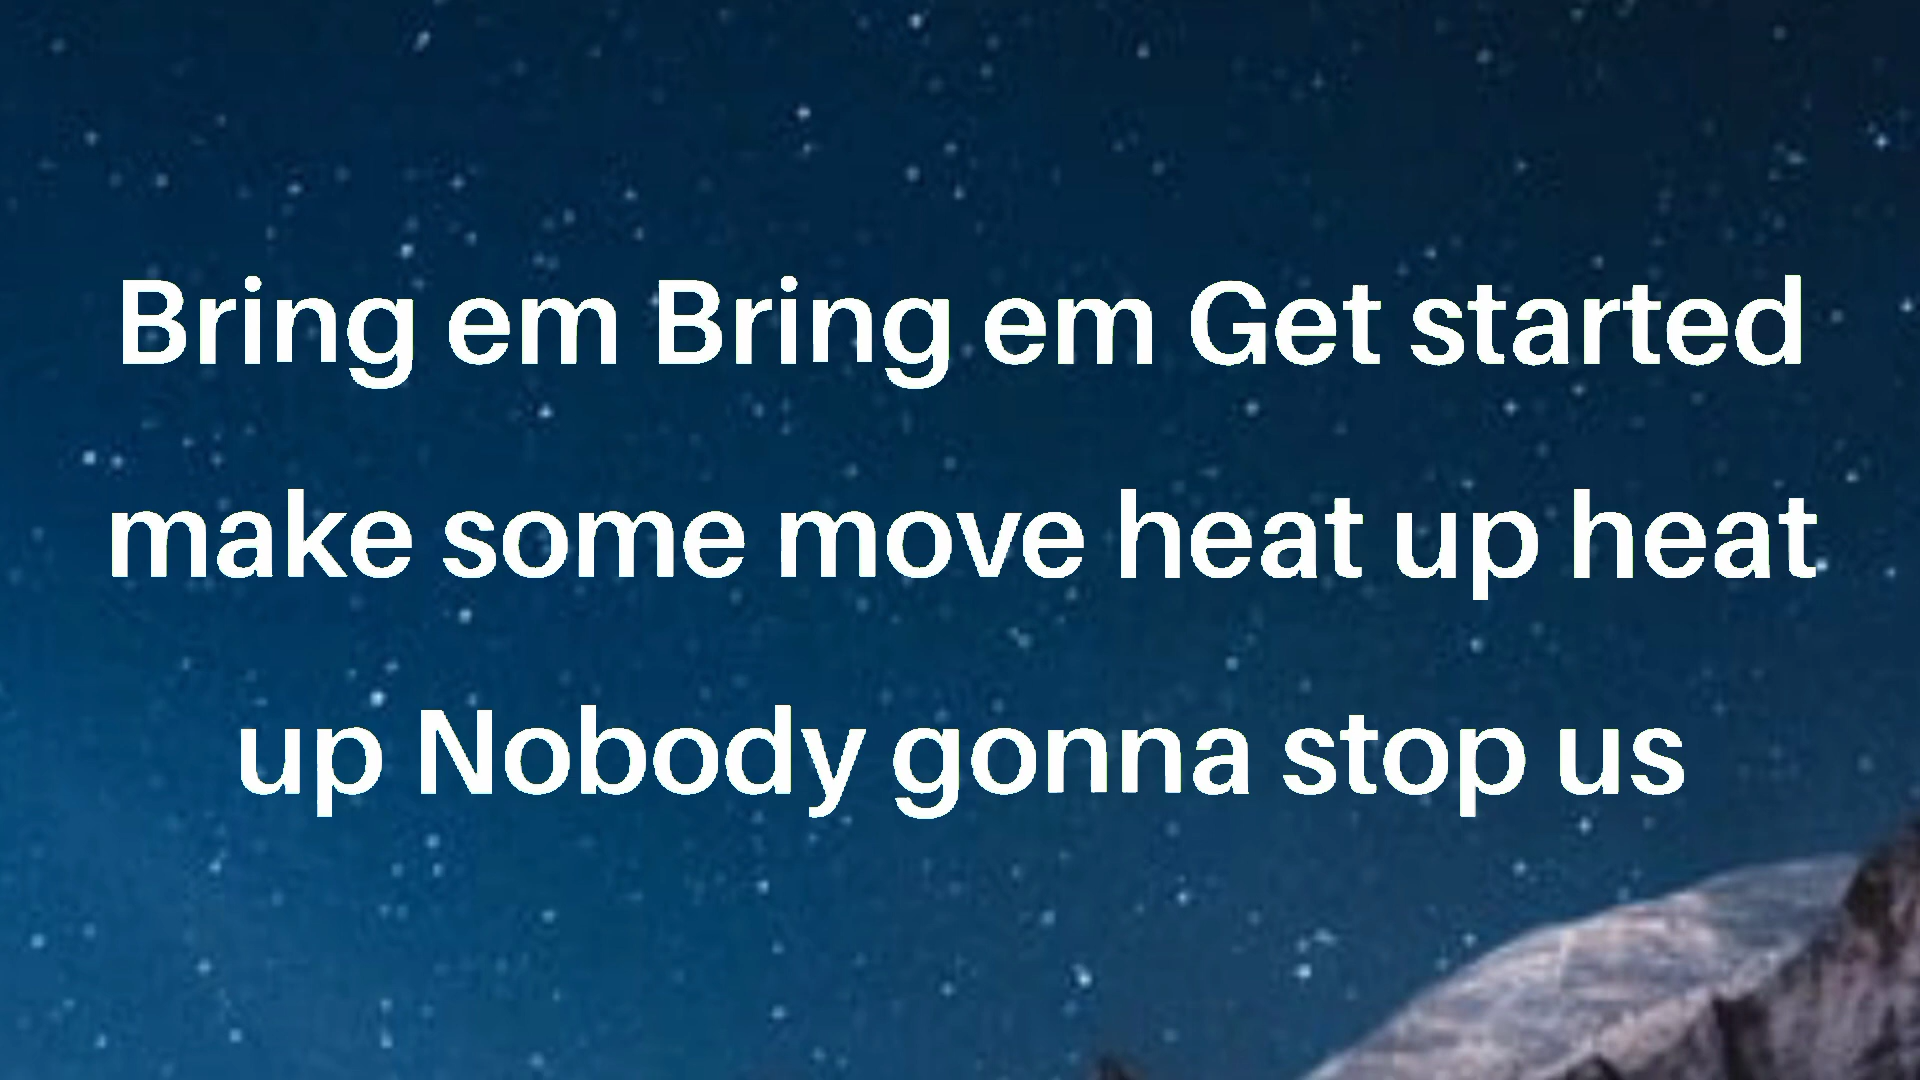 Bring em Bring em Get started
make some move heat up heat
up Nobody gonna stop us